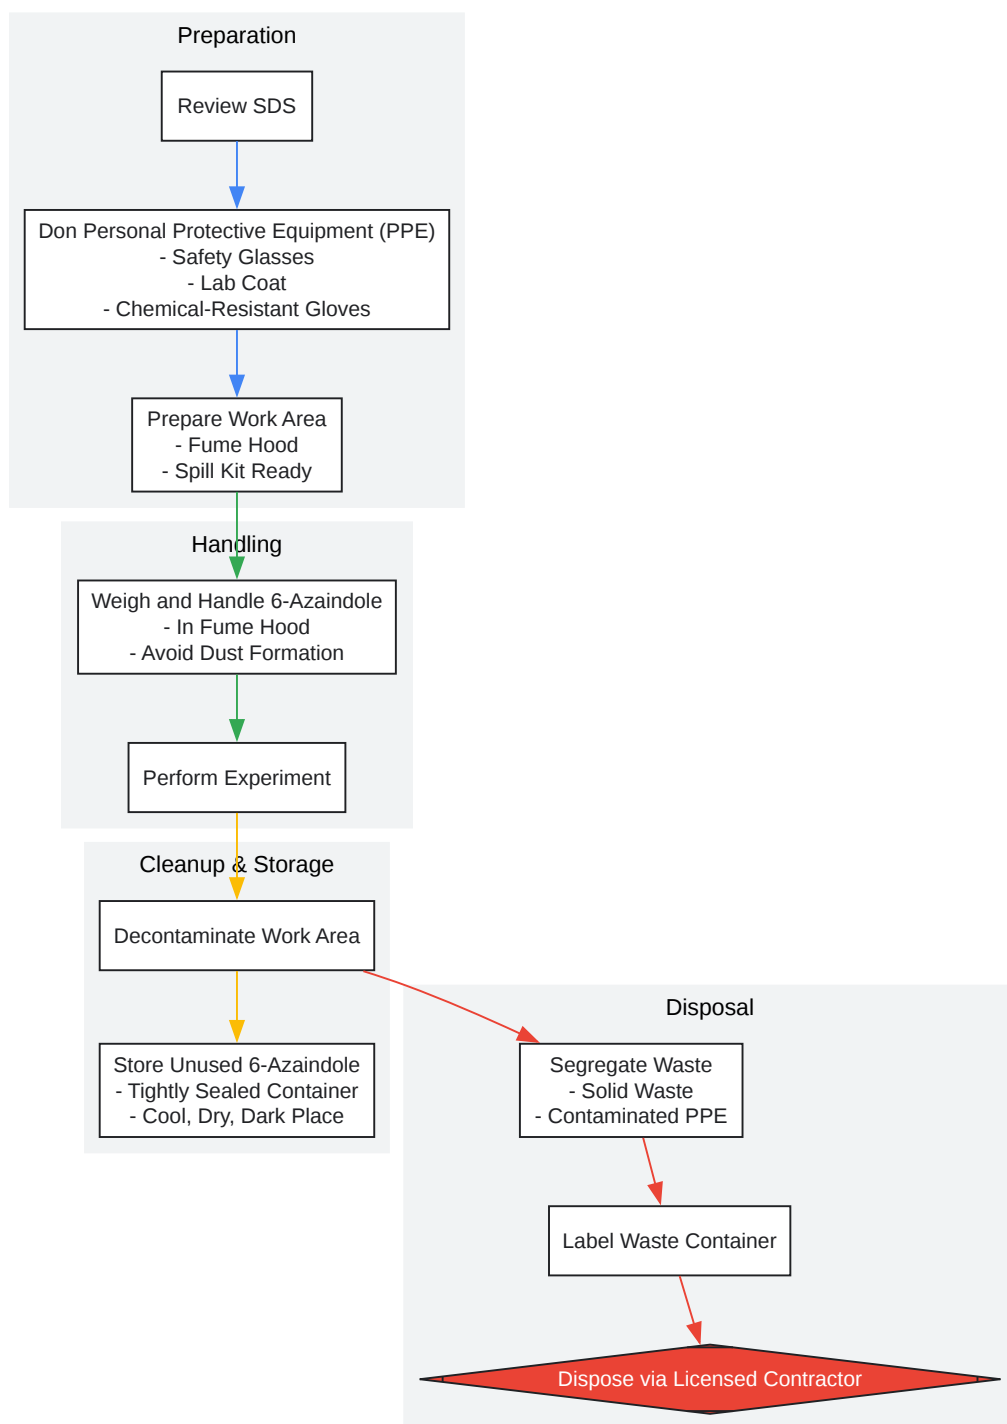 Preparation
Review SDS
Don Personal Protective Equipment (PPE)
- Safety Glasses
- Lab Coat
- Chemical-Resistant Gloves
Prepare Work Area
- Fume Hood
- Spill Kit Ready
Handling
Weigh and Handle 6-Azaindole
- In Fume Hood
- Avoid Dust Formation
Perform Experiment
Cleanup & Storage
Decontaminate Work Area
Store Unused 6-Azaindole
- Tightly Sealed Container
- Cool, Dry, Dark Place
Disposal
Segregate Waste
- Solid Waste
- Contaminated PPE
Label Waste Container
Dispose via Licensed Contractor